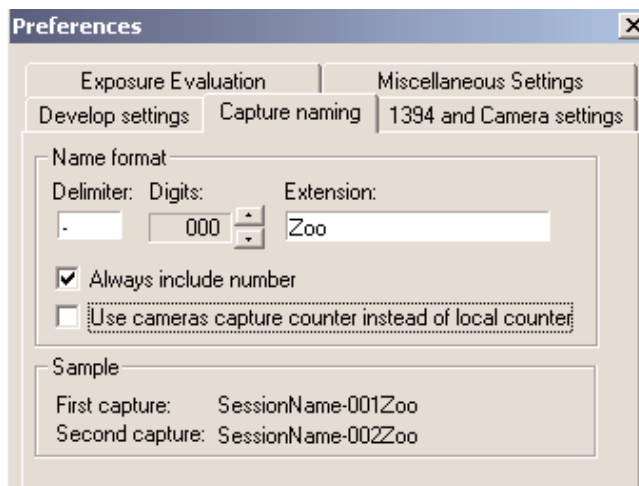 Preferences
Exposure Evaluation Miscellaneous Settings
Develop settings Capture naming 1394 and Camera settings
Name format
Delimiter: Digits: Extension:
- 000 Zoo
Always include number
Use cameras capture counter instead of local counter
Sample
First capture: SessionName-001Zoo
Second capture: SessionName-002Zoo